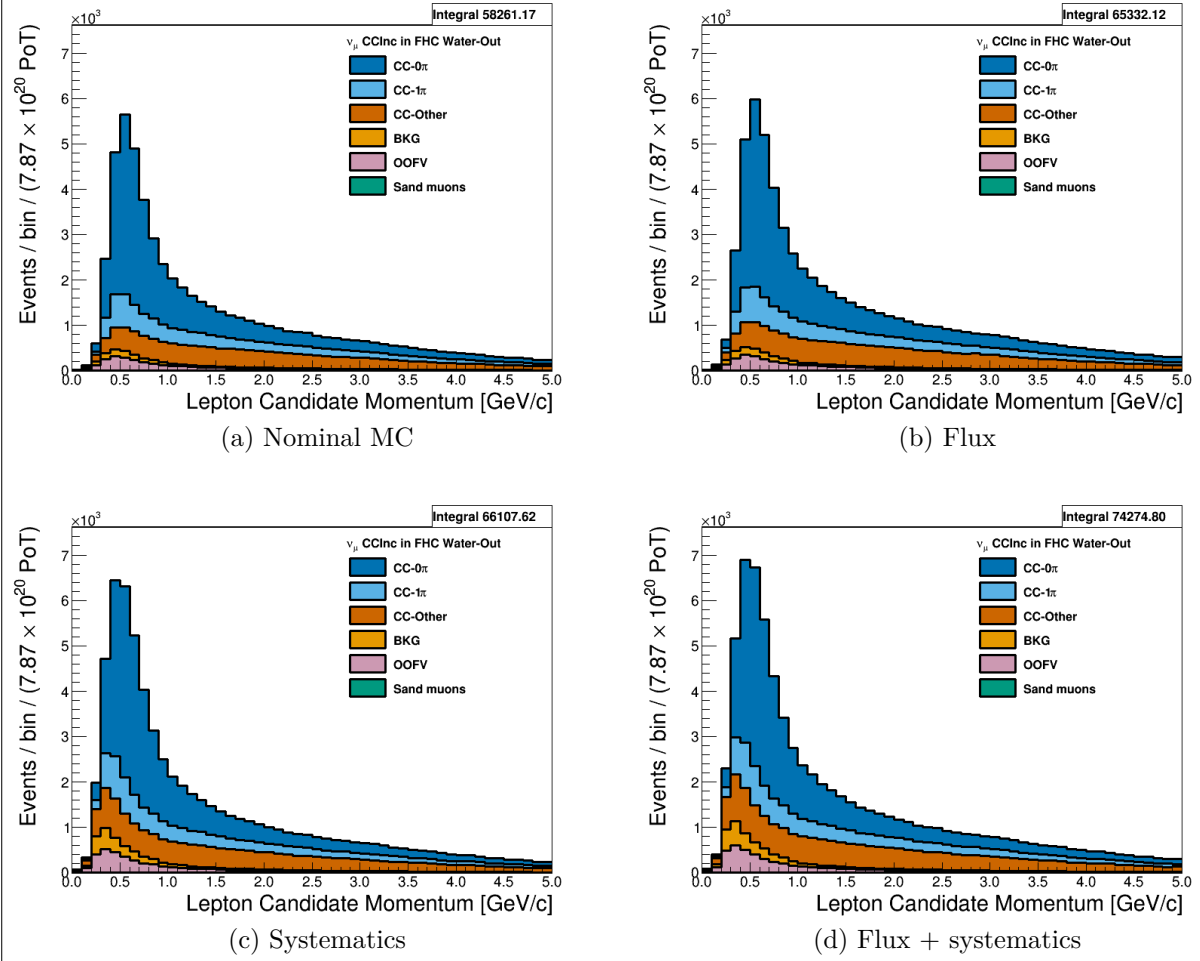 ×10³
Integral 58261.17
Events / bin / (7.87 × 10²⁰ PoT)
ν_μ CCInc in FHC Water-Out
CC-0π
CC-1π
CC-Other
BKG
OOFV
Sand muons
7
6
5
4
3
2
1
0
0.0 0.5 1.0 1.5 2.0 2.5 3.0 3.5 4.0 4.5 5.0
Lepton Candidate Momentum [GeV/c]
(a) Nominal MC
×10³
Integral 65332.12
Events / bin / (7.87 × 10²⁰ PoT)
ν_μ CCInc in FHC Water-Out
CC-0π
CC-1π
CC-Other
BKG
OOFV
Sand muons
7
6
5
4
3
2
1
0
0.0 0.5 1.0 1.5 2.0 2.5 3.0 3.5 4.0 4.5 5.0
Lepton Candidate Momentum [GeV/c]
(b) Flux
×10³
Integral 66107.62
Events / bin / (7.87 × 10²⁰ PoT)
ν_μ CCInc in FHC Water-Out
CC-0π
CC-1π
CC-Other
BKG
OOFV
Sand muons
7
6
5
4
3
2
1
0
0.0 0.5 1.0 1.5 2.0 2.5 3.0 3.5 4.0 4.5 5.0
Lepton Candidate Momentum [GeV/c]
(c) Systematics
×10³
Integral 74274.80
Events / bin / (7.87 × 10²⁰ PoT)
ν_μ CCInc in FHC Water-Out
CC-0π
CC-1π
CC-Other
BKG
OOFV
Sand muons
7
6
5
4
3
2
1
0
0.0 0.5 1.0 1.5 2.0 2.5 3.0 3.5 4.0 4.5 5.0
Lepton Candidate Momentum [GeV/c]
(d) Flux + systematics